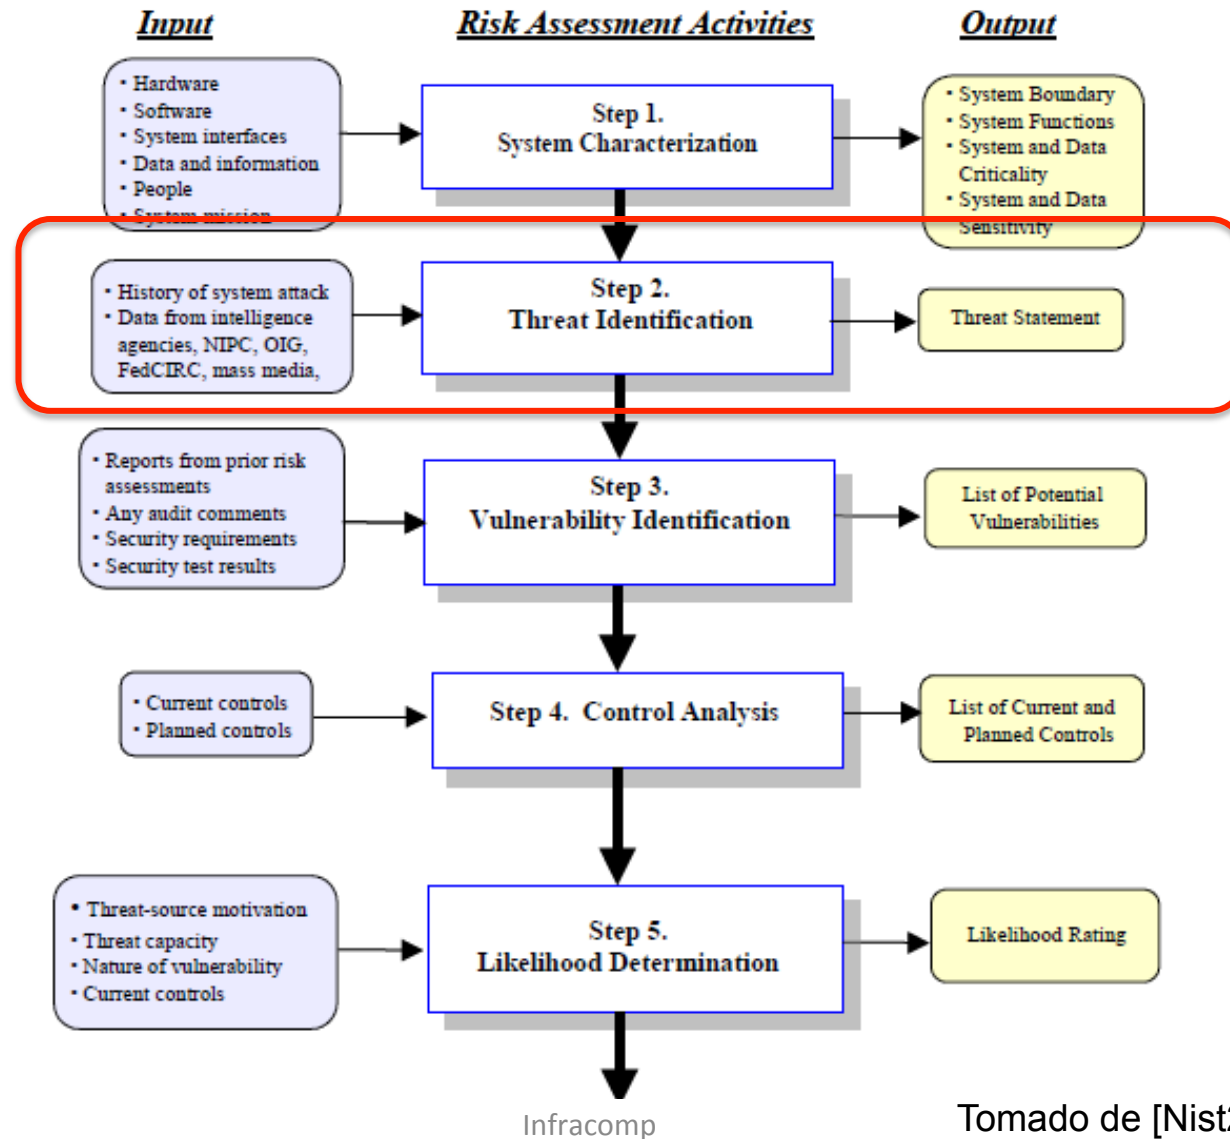 Input
Risk Assessment Activities
Output
• Hardware
• Software
• System interfaces
• Data and information
• People
• System mission
Step 1.
System Characterization
• System Boundary
• System Functions
• System and Data
Criticality
• System and Data
Sensitivity
• History of system attack
• Data from intelligence
agencies, NIPC, OIG,
FedCIRC, mass media,
Step 2.
Threat Identification
Threat Statement
• Reports from prior risk
assessments
• Any audit comments
• Security requirements
• Security test results
Step 3.
Vulnerability Identification
List of Potential
Vulnerabilities
• Current controls
• Planned controls
Step 4. Control Analysis
List of Current and
Planned Controls
• Threat-source motivation
• Threat capacity
• Nature of vulnerability
• Current controls
Step 5.
Likelihood Determination
Likelihood Rating
Infracomp
Tomado de [Nist